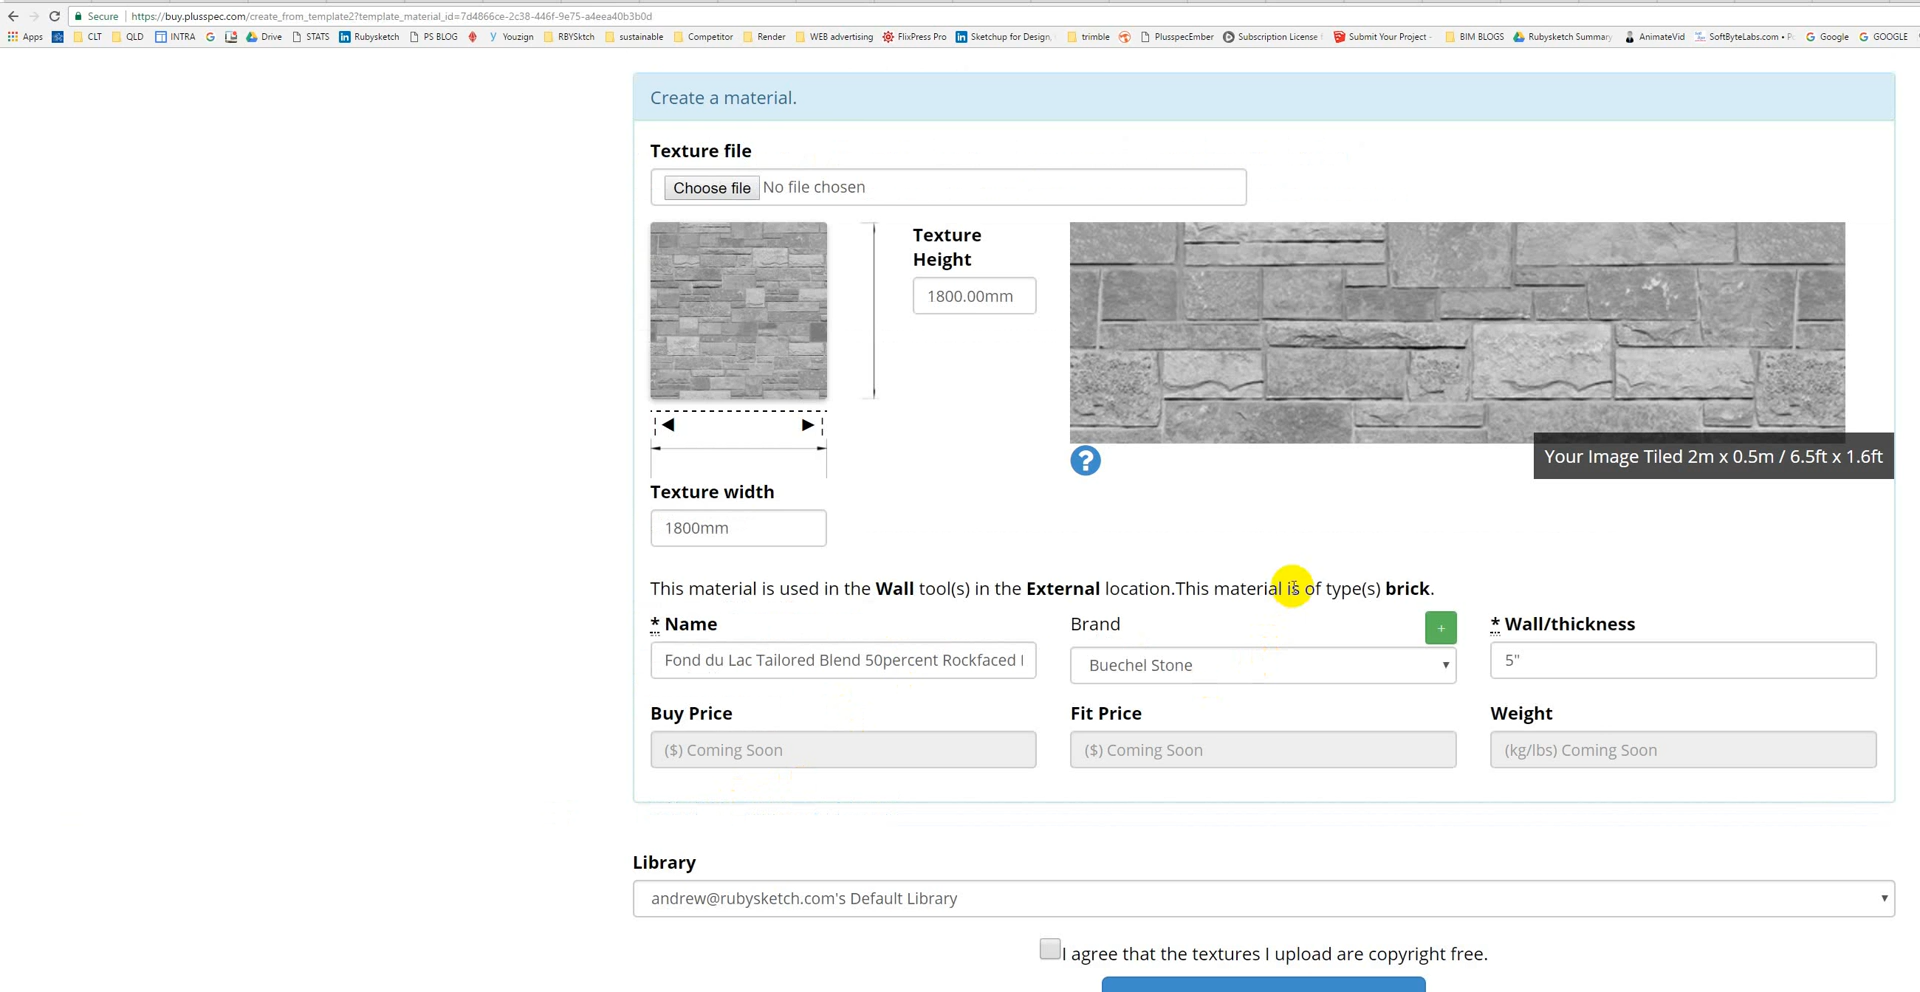 Secure https://buy.plusspec.com/create_from_template2?template_material_id=7d4866ce-2c38-446f-9e75-a4eea40b3b0d
Apps CLT QLD INTRA Drive STATS Rubysketch PS BLOG Youzign RBYSktch sustainable Competitor Render WEB advertising FlixPress Pro Sketchup for Design, trimble PlusspecEmber Subscription License Submit Your Project - BIM BLOGS Rubysketch Summary AnimateVid SoftByteLabs.com • Google GOOGLE
Create a material.
Texture file
Choose file No file chosen
Texture Height
1800.00mm
?
Your Image Tiled 2m x 0.5m / 6.5ft x 1.6ft
Texture width
1800mm
This material is used in the Wall tool(s) in the External location.This material is of type(s) brick.
* Name
Brand
+
* Wall/thickness
Fond du Lac Tailored Blend 50percent Rockfaced
Buechel Stone
5"
Buy Price
Fit Price
Weight
($) Coming Soon
($) Coming Soon
(kg/lbs) Coming Soon
Library
andrew@rubysketch.com's Default Library
I agree that the textures I upload are copyright free.